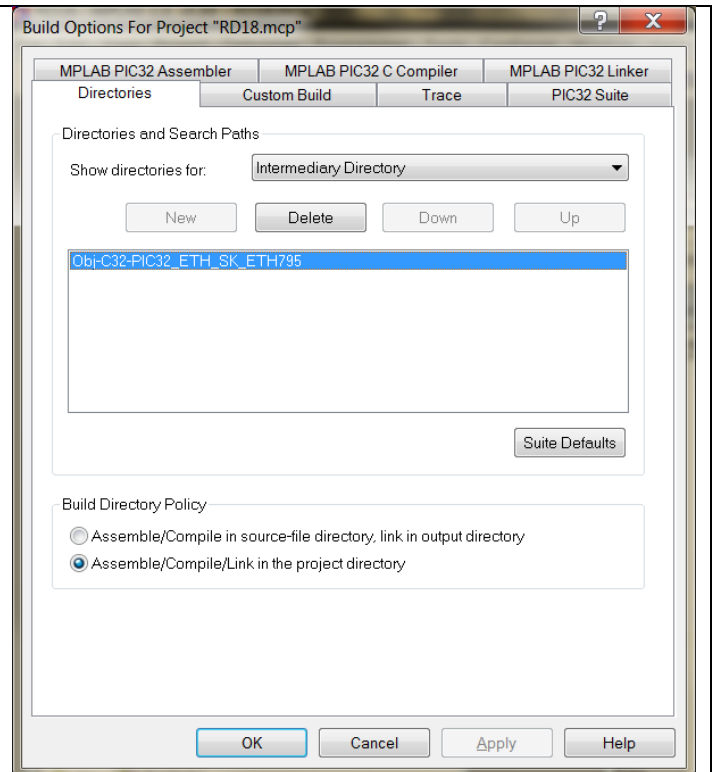 Build Options For Project "RD18.mcp"
MPLAB PIC32 Assembler MPLAB PIC32 C Compiler MPLAB PIC32 Linker
Directories Custom Build Trace PIC32 Suite
Directories and Search Paths
Show directories for: Intermediary Directory
New Delete Down Up
Obj-C32-PIC32_ETH_SK_ETH795
Suite Defaults
Build Directory Policy
Assemble/Compile in source-file directory, link in output directory
Assemble/Compile/Link in the project directory
OK Cancel Apply Help